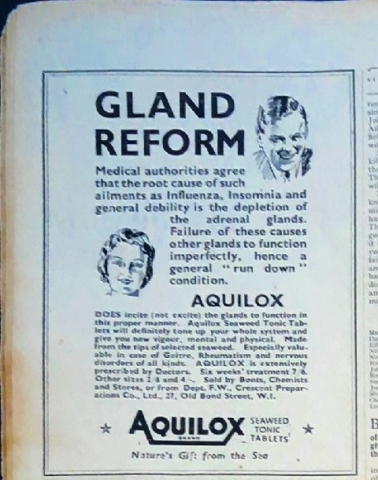 GLAND
REFORM
Medical authorities agree
that the root cause of such
ailments as Influenza, Insomnia and
general debility is the depletion of
the adrenal glands.
Failure of these causes
other glands to function
imperfectly, hence a
general "run down"
condition.
AQUILOX
DOES incite (not excite) the glands to function in
this proper manner. Aquilox Seaweed Tonic Tab-
lets will definitely tone up your whole system and
give you new vigour, mental and physical. Made
from the tips of selected seaweed. Especially valu-
able in case of Goitre, Rheumatism and nervous
disorders of all kinds. AQUILOX is extensively
prescribed by Doctors. Six weeks' treatment 7/6.
Other sizes 2/6 and 4/-. Sold by Boots, Chemists
and Stores, or from Dept. F.W., Crescent Prepar-
ations Co., Ltd., 27, Old Bond Street, W.1.
AQUILOX
BRAND
SEAWEED
TONIC
TABLETS
Nature's Gift from the Sea